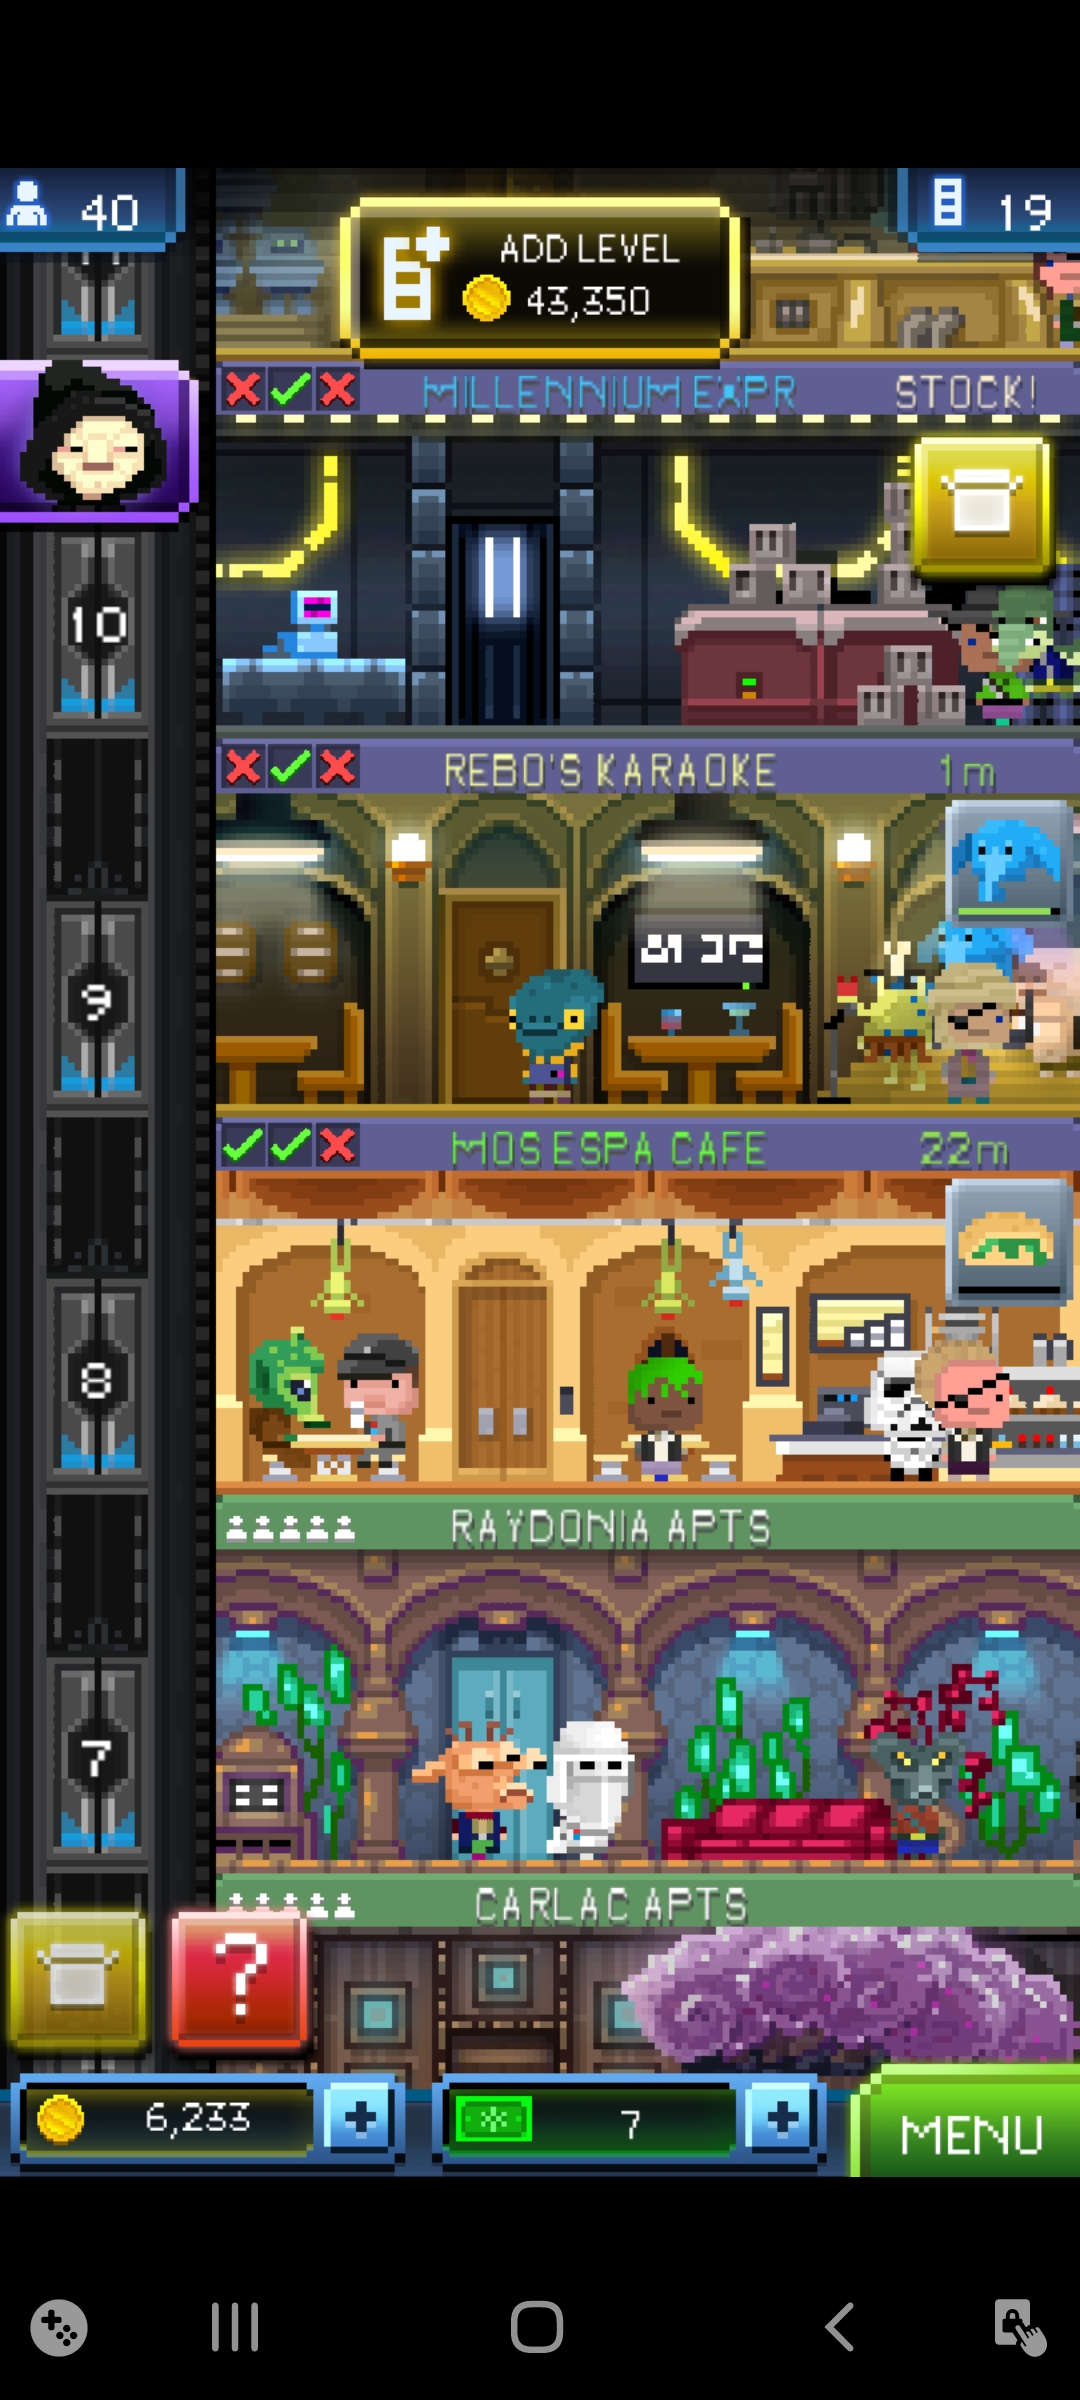 40
19
ADD LEVEL
43,350
MILLENNIUM EXPR
STOCK!
10
REBO'S KARAOKE
1m
9
MOS ESPA CAFE
22m
8
RAYDONIA APTS
7
CARLAC APTS
?
6,233
+
7
+
MENU